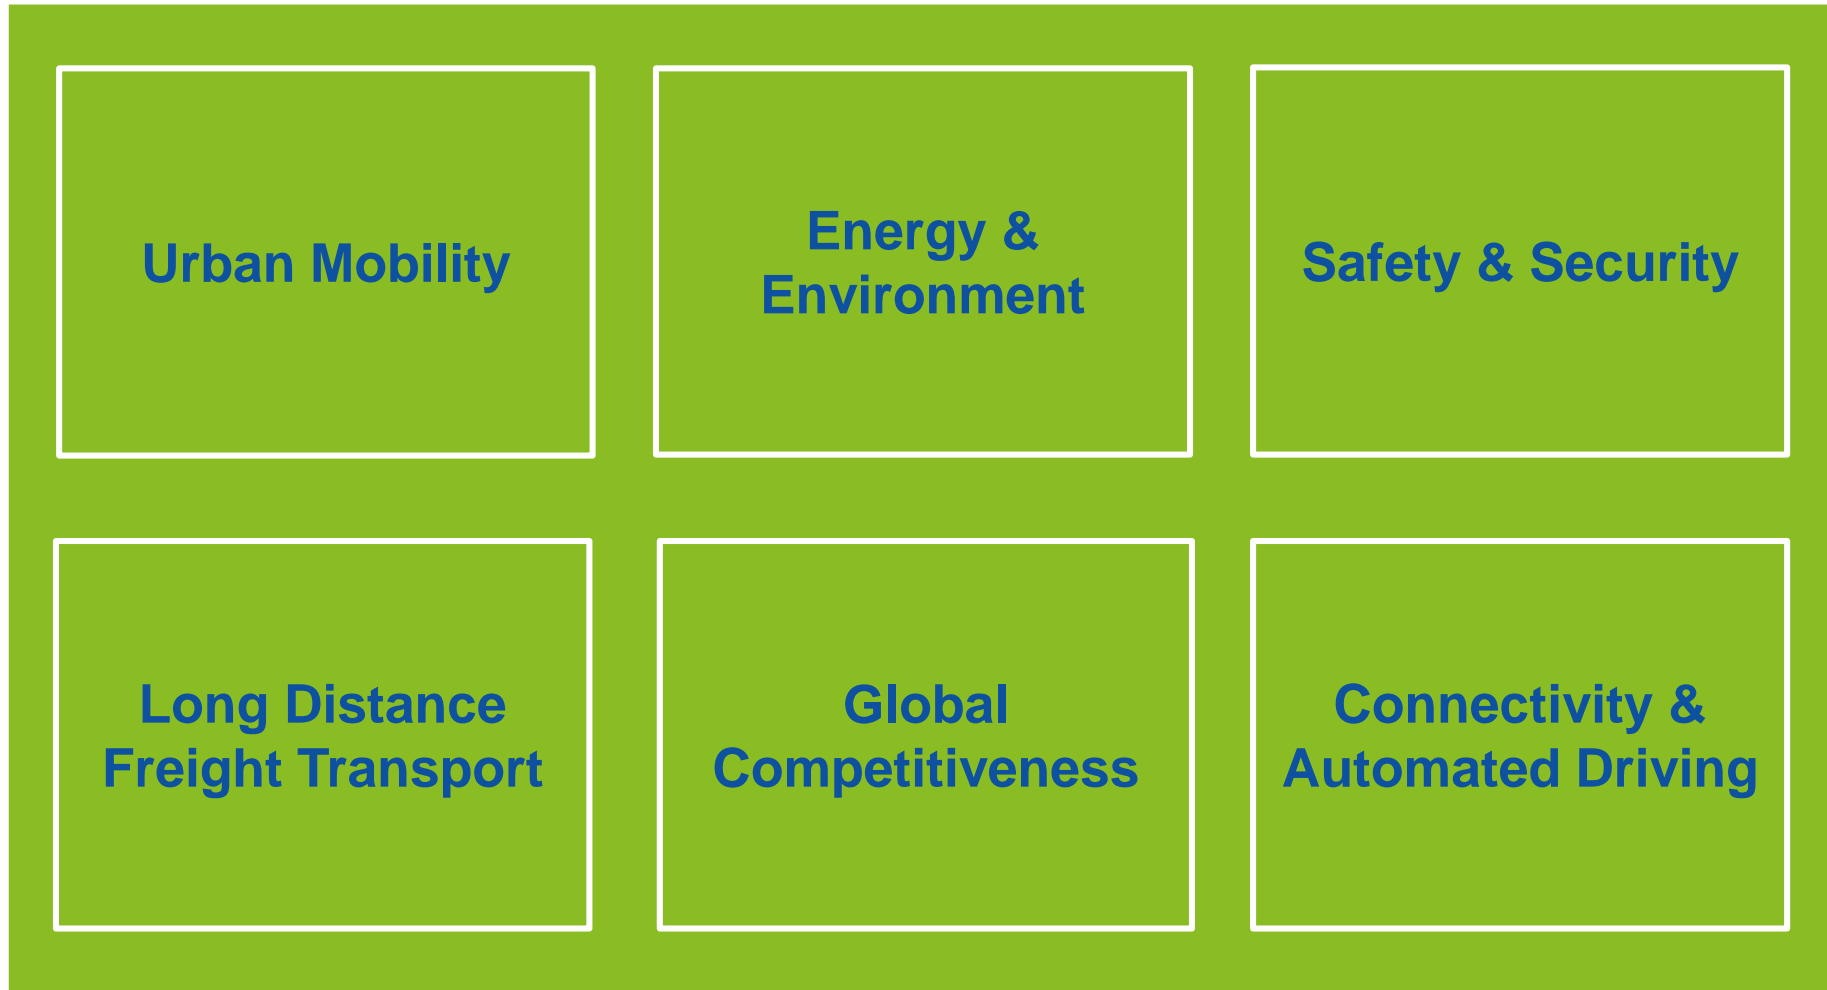 Urban Mobility
Energy &
Environment
Safety & Security
Long Distance
Freight Transport
Global
Competitiveness
Connectivity &
Automated Driving